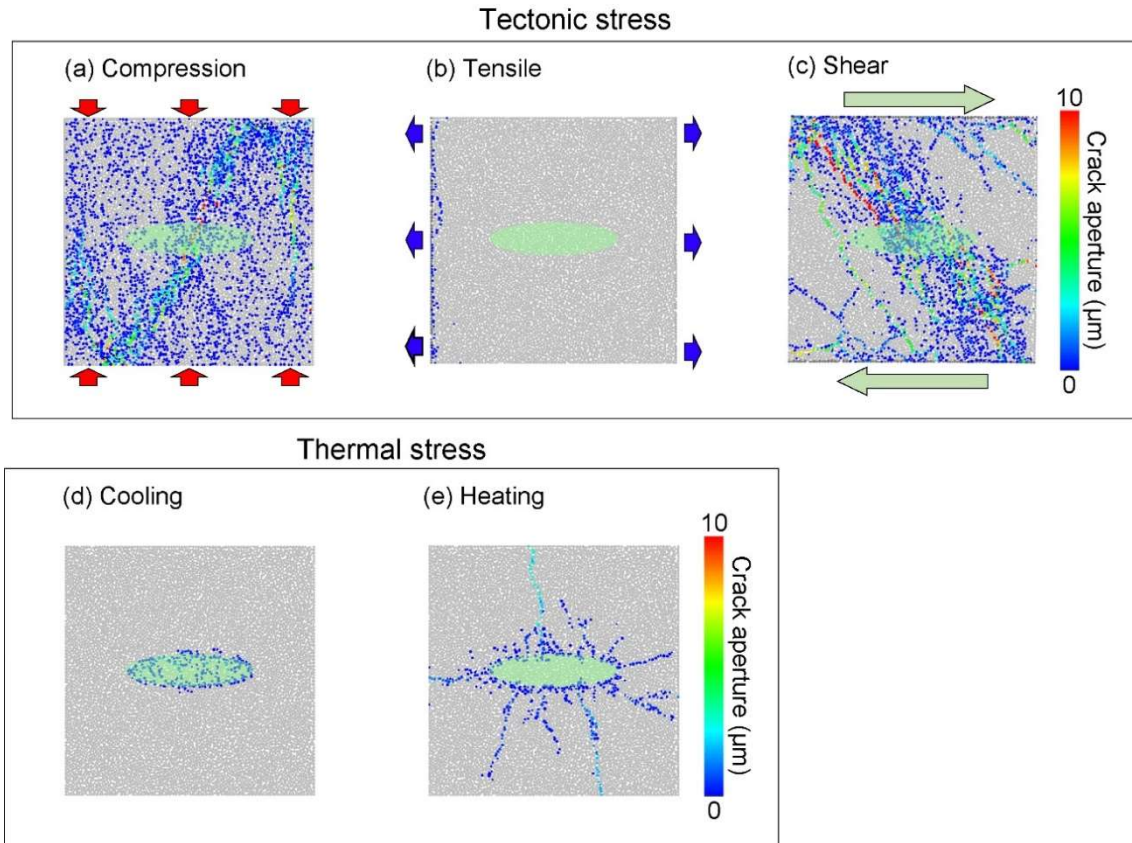 Tectonic stress
(a) Compression
(b) Tensile
(c) Shear
10
Crack aperture (μm)
0
Thermal stress
(d) Cooling
(e) Heating
10
Crack aperture (μm)
0